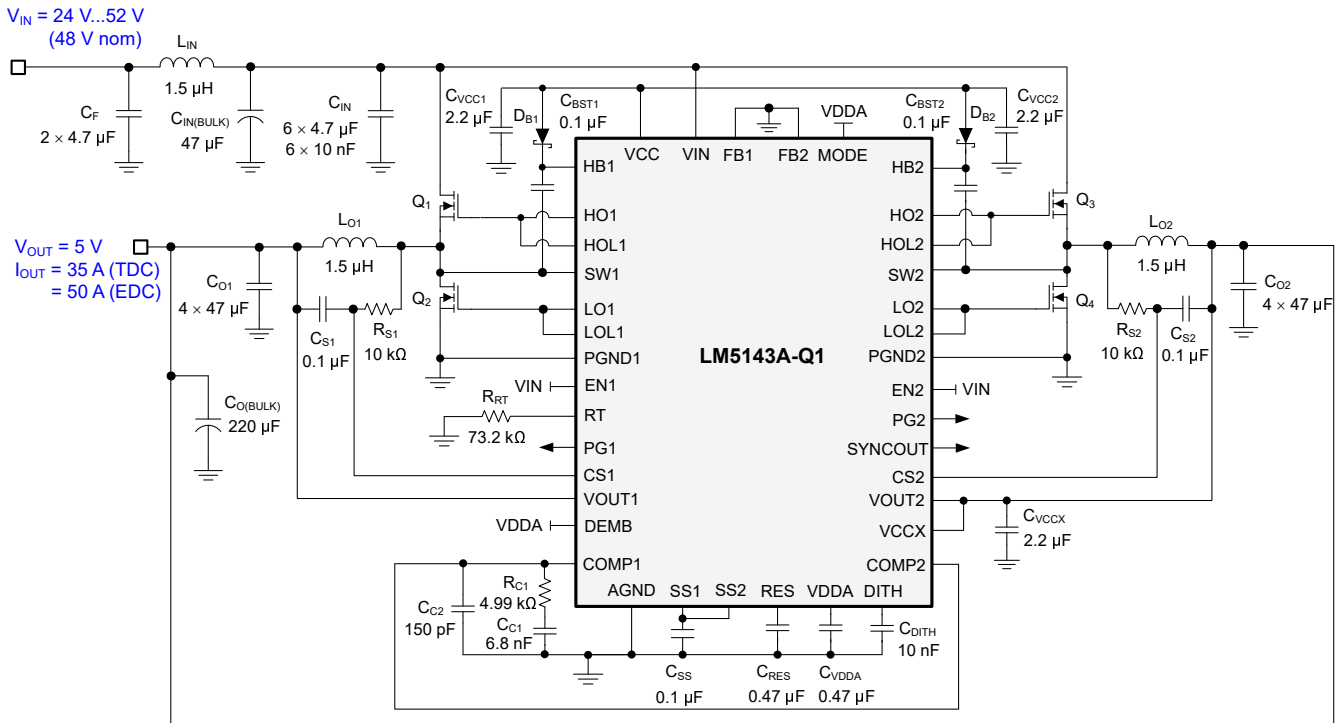 V_IN = 24 V...52 V
(48 V nom)
L_IN
1.5 µH
C_F
2 × 4.7 µF
C_IN(BULK)
47 µF
C_IN
6 × 4.7 µF
6 × 10 nF
C_VCC1
2.2 µF
D_B1
C_BST1
0.1 µF
VDDA
C_BST2
0.1 µF
D_B2
C_VCC2
2.2 µF
VCC
VIN
FB1
FB2
MODE
HB1
HO1
HOL1
SW1
LO1
LOL1
PGND1
EN1
RT
PG1
CS1
VOUT1
DEMB
COMP1
HB2
HO2
HOL2
SW2
LO2
LOL2
PGND2
EN2
PG2
SYNCOUT
CS2
VOUT2
VCCX
COMP2
LM5143A-Q1
AGND
SS1
SS2
RES
VDDA
DITH
Q_1
Q_2
Q_3
Q_4
V_OUT = 5 V
I_OUT = 35 A (TDC)
= 50 A (EDC)
L_O1
1.5 µH
C_O1
4 × 47 µF
C_S1
0.1 µF
R_S1
10 kΩ
C_O(BULK)
220 µF
VIN
R_RT
73.2 kΩ
VDDA
L_O2
1.5 µH
C_O2
4 × 47 µF
R_S2
10 kΩ
C_S2
0.1 µF
VIN
C_VCCX
2.2 µF
C_C2
150 pF
R_C1
4.99 kΩ
C_C1
6.8 nF
C_SS
0.1 µF
C_RES
0.47 µF
C_VDDA
0.47 µF
C_DITH
10 nF